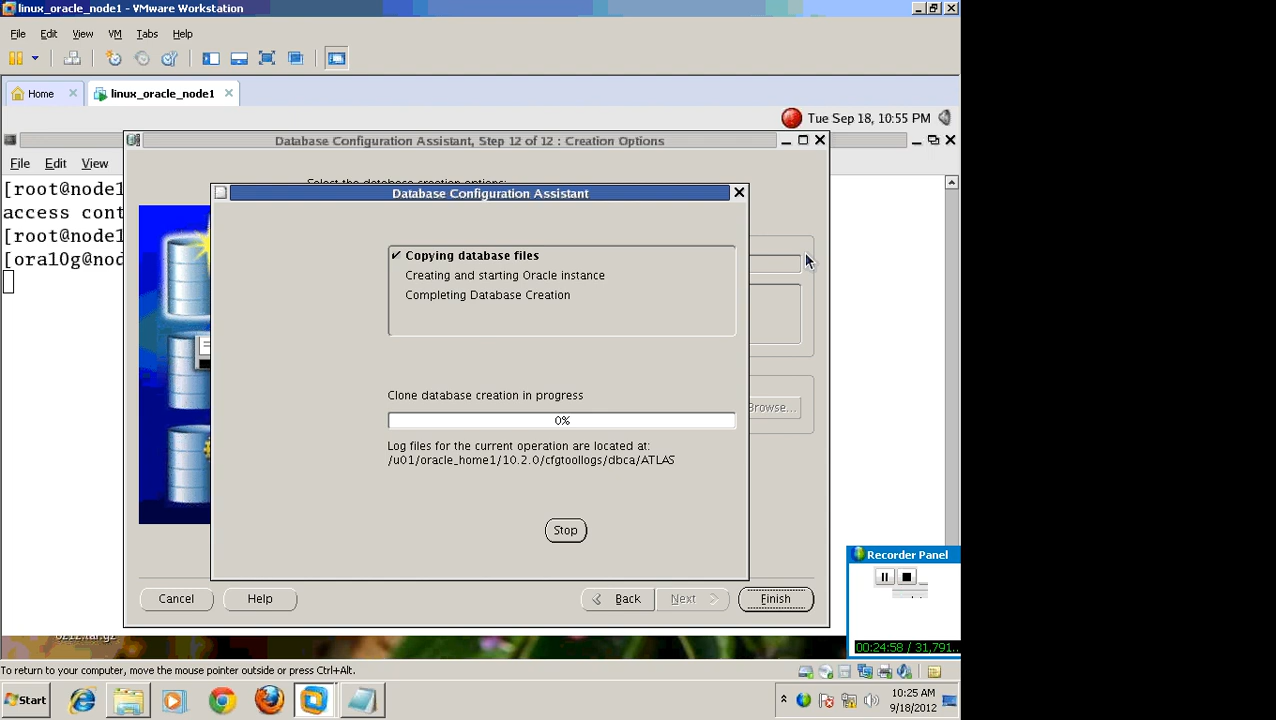 linux_oracle_node1 - VMware Workstation
File Edit View VM Tabs Help
Home linux_oracle_node1
Tue Sep 18, 10:55 PM
Database Configuration Assistant, Step 12 of 12 : Creation Options
File Edit View
Select the database creation options:
[root@node1
access cont
[root@node1
[ora10g@nod
Database Configuration Assistant
✔ Copying database files
Creating and starting Oracle instance
Completing Database Creation
Clone database creation in progress
0%
Log files for the current operation are located at:
/u01/oracle_home1/10.2.0/cfgtoollogs/dbca/ATLAS
Browse...
Stop
Cancel Help Back Next Finish
Recorder Panel
00:24:58 / 31,791...
To return to your computer, move the mouse pointer outside or press Ctrl+Alt.
Start
10:25 AM
9/18/2012